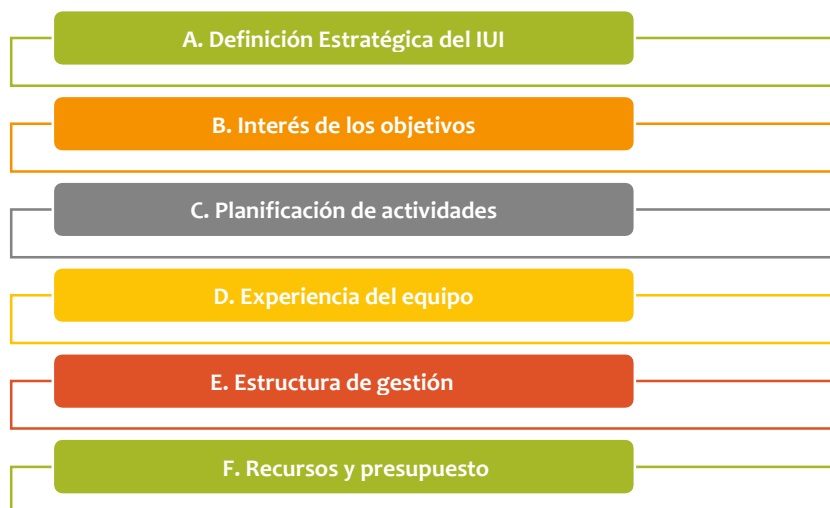 A. Definición Estratégica del IUI
B. Interés de los objetivos
C. Planificación de actividades
D. Experiencia del equipo
E. Estructura de gestión
F. Recursos y presupuesto